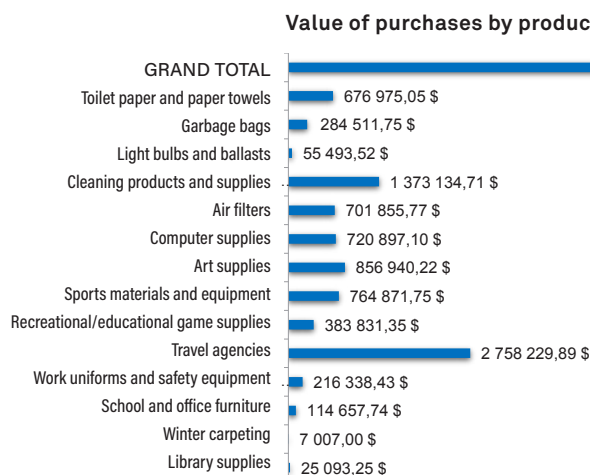 Value of purchases by produc
GRAND TOTAL
Toilet paper and paper towels 676 975,05 $
Garbage bags 284 511,75 $
Light bulbs and ballasts 55 493,52 $
Cleaning products and supplies 1 373 134,71 $
Air filters 701 855,77 $
Computer supplies 720 897,10 $
Art supplies 856 940,22 $
Sports materials and equipment 764 871,75 $
Recreational/educational game supplies 383 831,35 $
Travel agencies 2 758 229,89 $
Work uniforms and safety equipment 216 338,43 $
School and office furniture 114 657,74 $
Winter carpeting 7 007,00 $
Library supplies 25 093,25 $